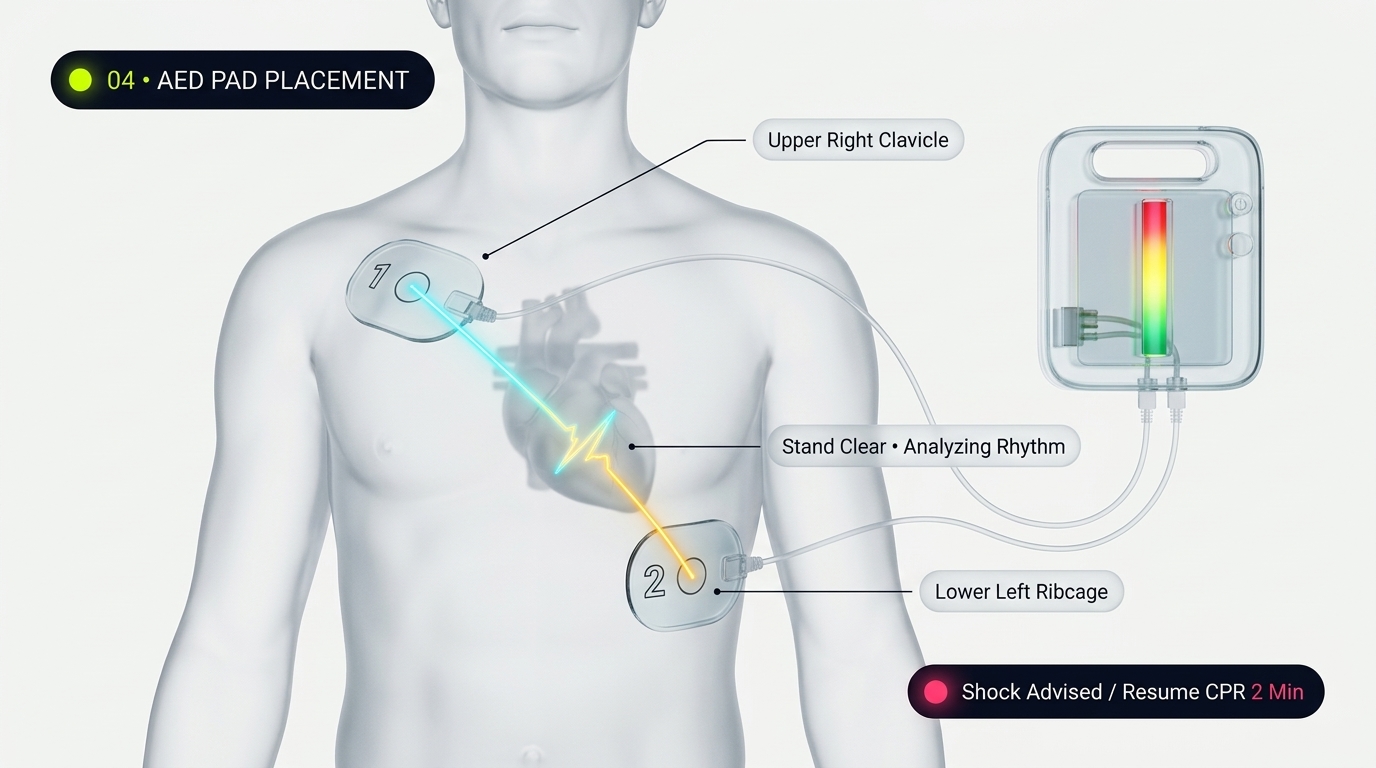 04 • AED PAD PLACEMENT
Upper Right Clavicle
1
Stand Clear • Analyzing Rhythm
2
Lower Left Ribcage
Shock Advised / Resume CPR 2 Min